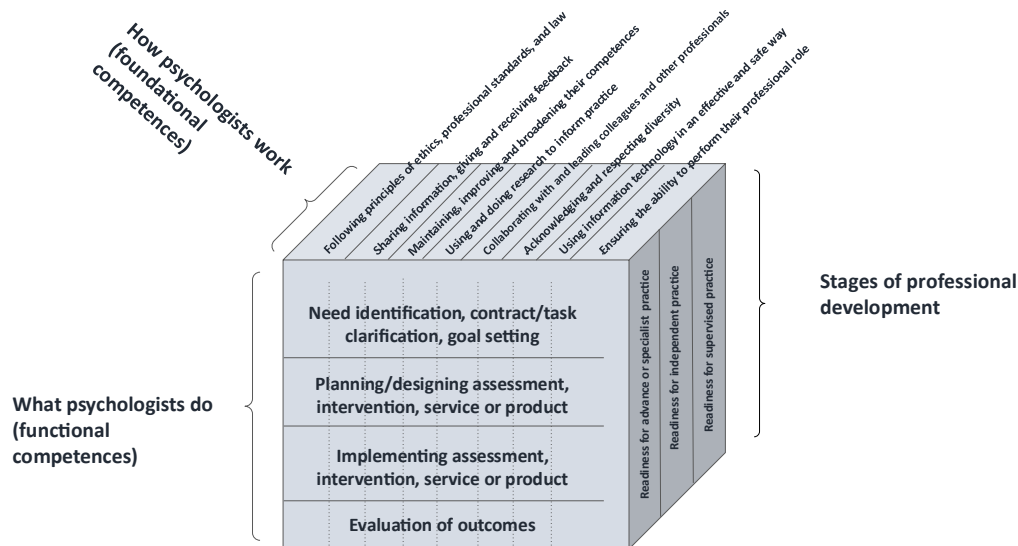 How psychologists work
(foundational
competences)
Following principles of ethics, professional standards, and law
Sharing information, giving and receiving feedback
Maintaining, improving and broadening their competences
Using and doing research to inform practice
Collaborating with and leading colleagues and other professionals
Acknowledging and respecting diversity
Using information technology in an effective and safe way
Ensuring the ability to perform their professional role
What psychologists do
(functional
competences)
Need identification, contract/task
clarification, goal setting
Planning/designing assessment,
intervention, service or product
Implementing assessment,
intervention, service or product
Evaluation of outcomes
Readiness for advance or specialist practice
Readiness for independent practice
Readiness for supervised practice
Stages of professional
development